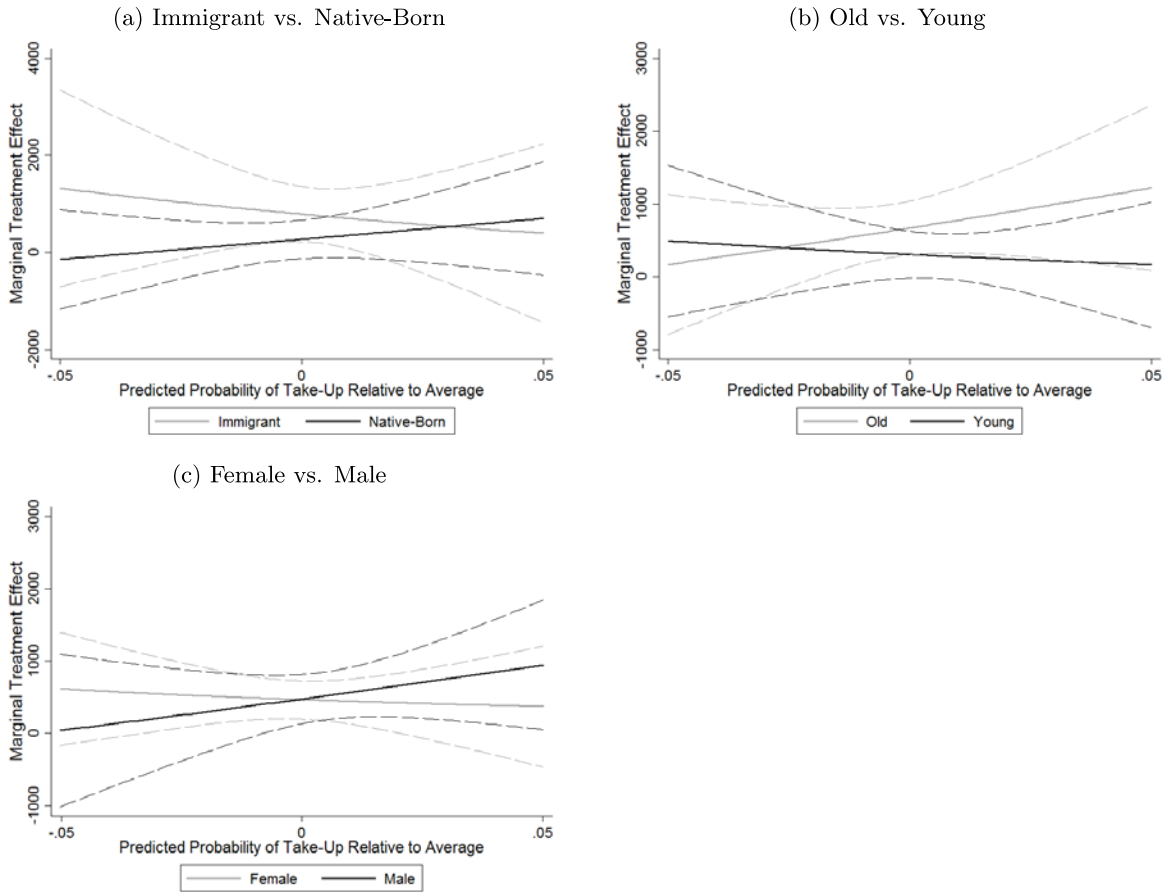 (a) Immigrant vs. Native-Born
Marginal Treatment Effect
4000
2000
0
-2000
-.05 0 .05
Predicted Probability of Take-Up Relative to Average
Immigrant Native-Born
(b) Old vs. Young
Marginal Treatment Effect
3000
2000
1000
0
-1000
-.05 0 .05
Predicted Probability of Take-Up Relative to Average
Old Young
(c) Female vs. Male
Marginal Treatment Effect
3000
2000
1000
0
-1000
-.05 0 .05
Predicted Probability of Take-Up Relative to Average
Female Male